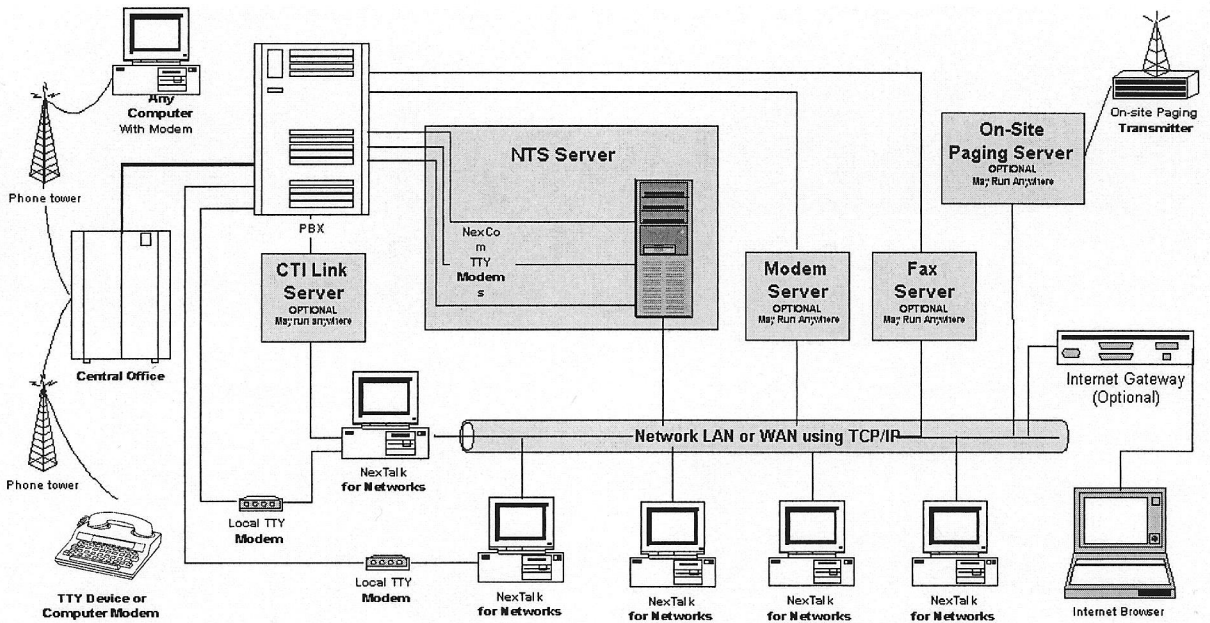 Any
Computer
With Modem
Phone tower
Central Office
Phone tower
TTY Device or
Computer Modem
PBX
CTI Link
Server
OPTIONAL
May run anywhere
NTS Server
NexCo
m
TTY
Modem
s
Modem
Server
OPTIONAL
May Run Anywhere
Fax
Server
OPTIONAL
May Run Anywhere
On-Site
Paging Server
OPTIONAL
May Run Anywhere
On-site Paging
Transmitter
Internet Gateway
(Optional)
Network LAN or WAN using TCP/IP
NexTalk
for Networks
Local TTY
Modem
Local TTY
Modem
NexTalk
for Networks
NexTalk
for Networks
NexTalk
for Networks
NexTalk
for Networks
Internet Browser